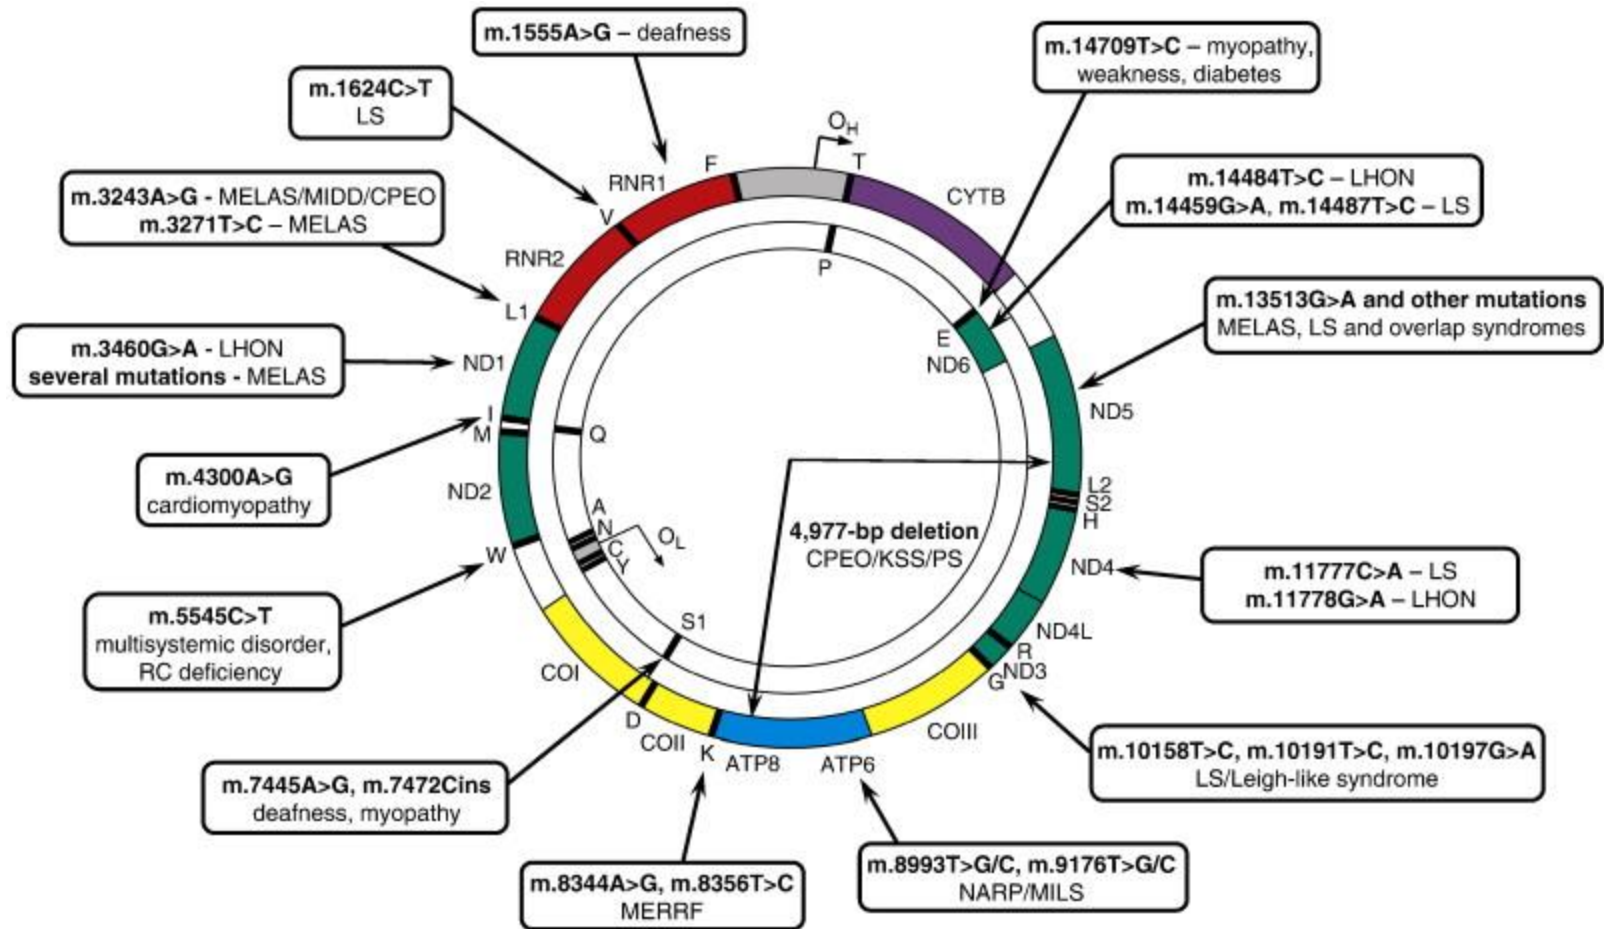 m.1555A>G – deafness
m.14709T>C – myopathy,
weakness, diabetes
m.1624C>T
LS
m.14484T>C – LHON
m.14459G>A, m.14487T>C – LS
m.3243A>G - MELAS/MIDD/CPEO
m.3271T>C – MELAS
m.13513G>A and other mutations
MELAS, LS and overlap syndromes
m.3460G>A - LHON
several mutations - MELAS
m.4300A>G
cardiomyopathy
4,977-bp deletion
CPEO/KSS/PS
m.11777C>A – LS
m.11778G>A – LHON
m.5545C>T
multisystemic disorder,
RC deficiency
m.10158T>C, m.10191T>C, m.10197G>A
LS/Leigh-like syndrome
m.7445A>G, m.7472Cins
deafness, myopathy
m.8344A>G, m.8356T>C
MERRF
m.8993T>G/C, m.9176T>G/C
NARP/MILS
OH
T
CYTB
ND5
L2
S2
H
ND4
ND4L
R
ND3
G
COIII
ATP6
ATP8
K
COII
D
COI
W
ND2
M
I
ND1
L1
RNR2
V
RNR1
F
P
E
ND6
Q
A
N
C
Y
OL
S1